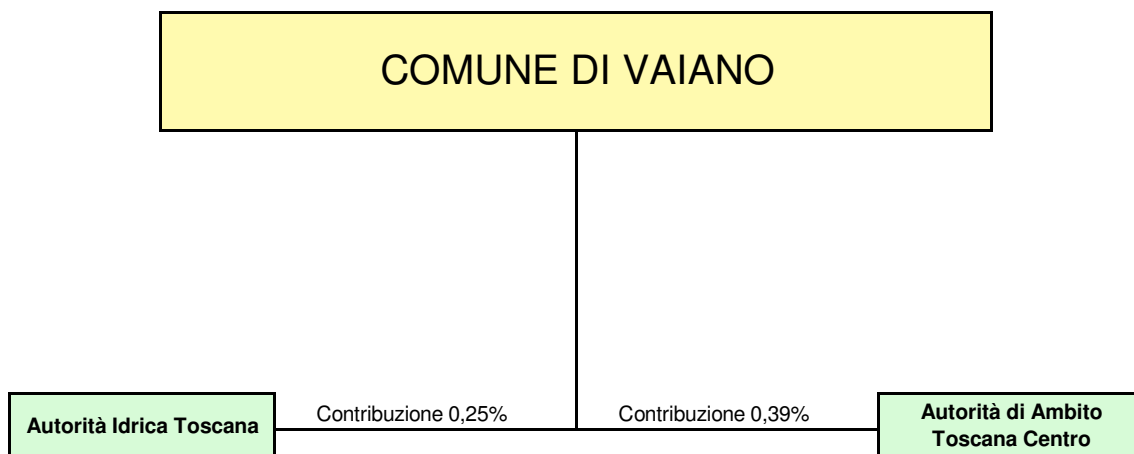 COMUNE DI VAIANO
Contribuzione 0,25%
Contribuzione 0,39%
Autorità Idrica Toscana
Autorità di Ambito
Toscana Centro